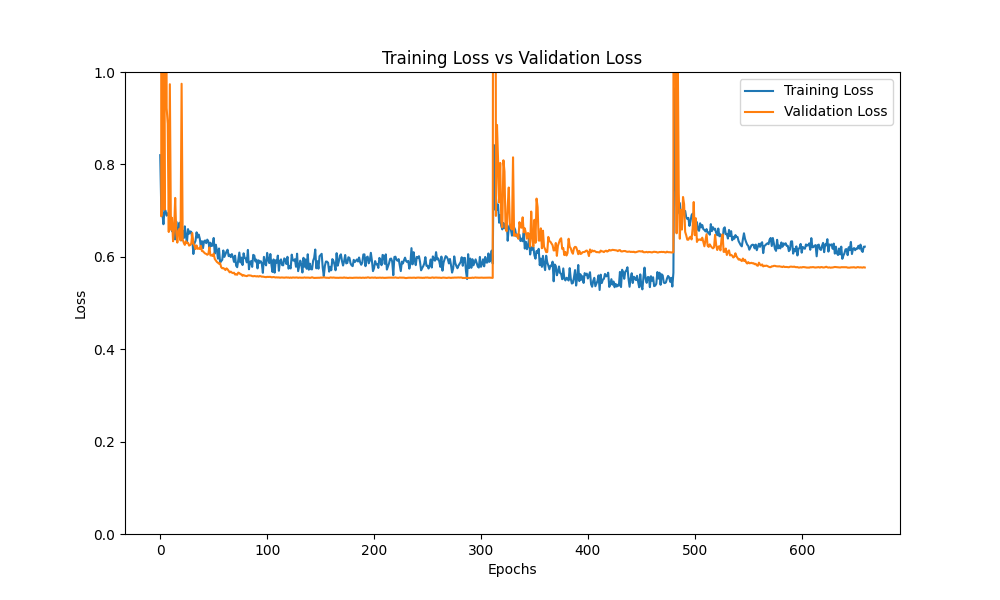 Training Loss vs Validation Loss
Training Loss
Validation Loss
Loss
1.0
0.8
0.6
0.4
0.2
0.0
0 100 200 300 400 500 600
Epochs